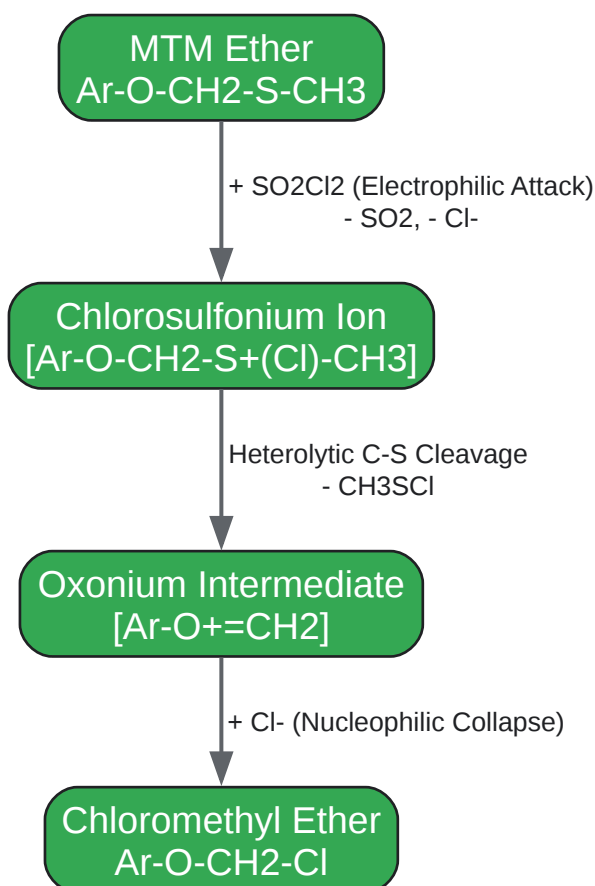 MTM Ether
Ar-O-CH2-S-CH3
+ SO2Cl2 (Electrophilic Attack)
- SO2, - Cl-
Chlorosulfonium Ion
[Ar-O-CH2-S+(Cl)-CH3]
Heterolytic C-S Cleavage
- CH3SCl
Oxonium Intermediate
[Ar-O+=CH2]
+ Cl- (Nucleophilic Collapse)
Chloromethyl Ether
Ar-O-CH2-Cl